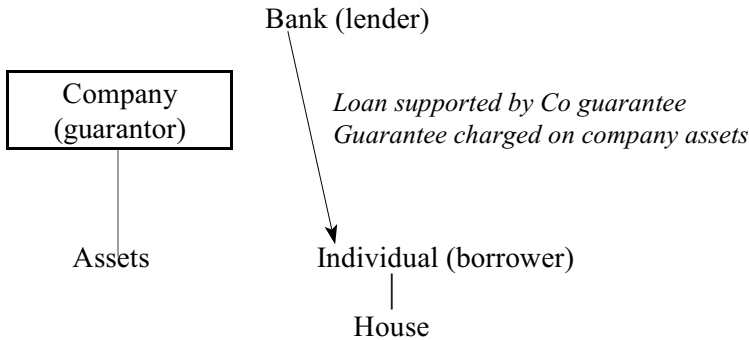 Bank (lender)
Company
(guarantor)
Loan supported by Co guarantee
Guarantee charged on company assets
Assets
Individual (borrower)
House